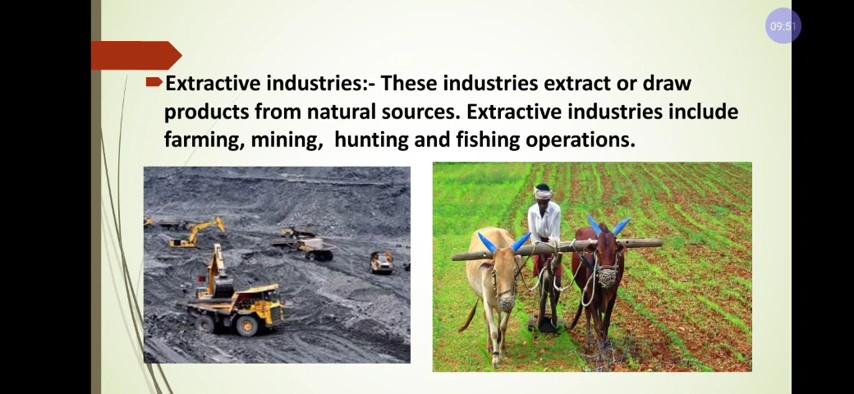 09:51
Extractive industries:- These industries extract or draw
products from natural sources. Extractive industries include
farming, mining, hunting and fishing operations.